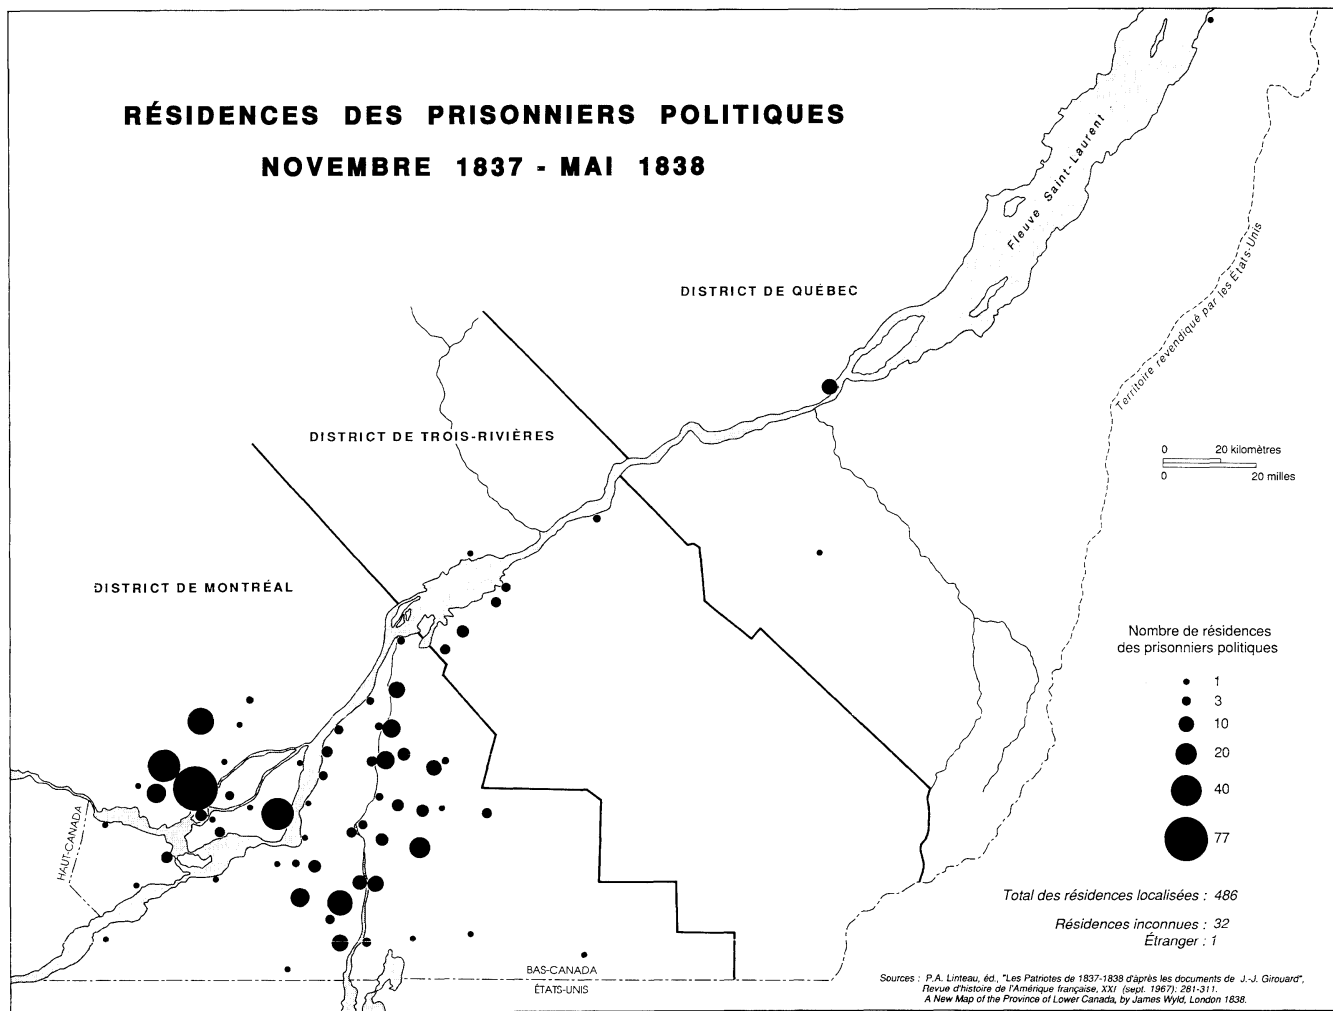 RÉSIDENCES DES PRISONNIERS POLITIQUES
NOVEMBRE 1837 - MAI 1838
Fleuve Saint-Laurent
DISTRICT DE QUÉBEC
Territoire revendiqué par les États-Unis
DISTRICT DE TROIS-RIVIÈRES
0 20 kilomètres
0 20 milles
DISTRICT DE MONTRÉAL
Nombre de résidences
des prisonniers politiques
1
3
10
20
40
77
HAUT-CANADA
Total des résidences localisées : 486
Résidences inconnues : 32
Étranger : 1
BAS-CANADA
ÉTATS-UNIS
Sources : P.A. Linteau, éd., "Les Patriotes de 1837-1838 d'àprès les documents de J.-J. Girouard",
Revue d'histoire de l'Amérique française, XXI (sept. 1967): 281-311.
A New Map of the Province of Lower Canada, by James Wyld, London 1838.